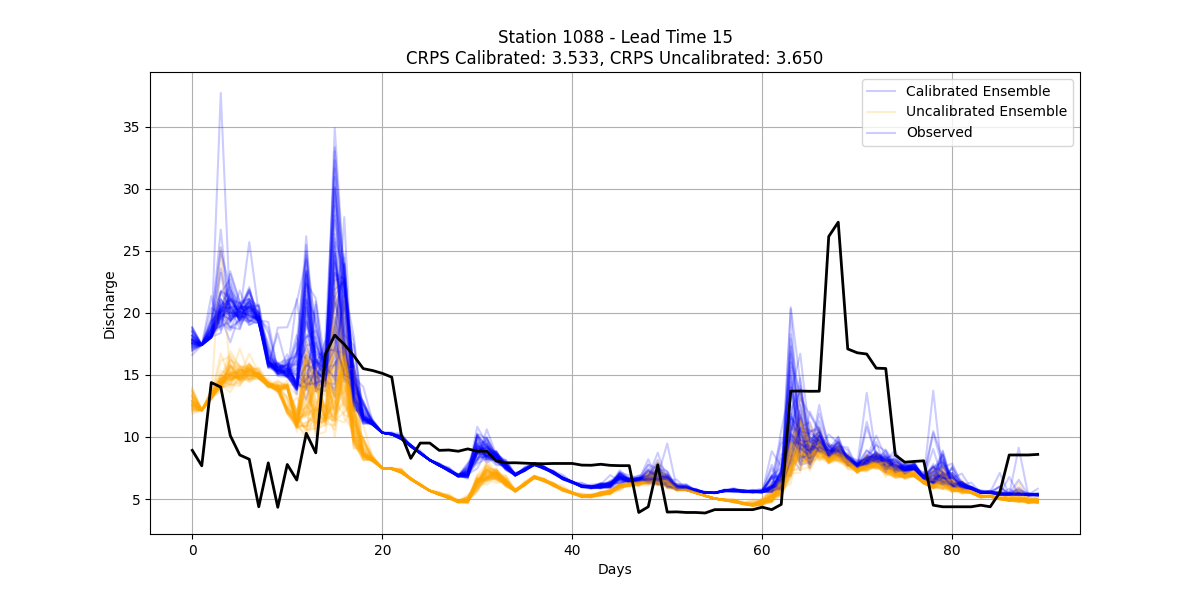 Station 1088 - Lead Time 15
CRPS Calibrated: 3.533, CRPS Uncalibrated: 3.650
Calibrated Ensemble
Uncalibrated Ensemble
Observed
35
30
25
20
15
10
5
Discharge
0 20 40 60 80
Days